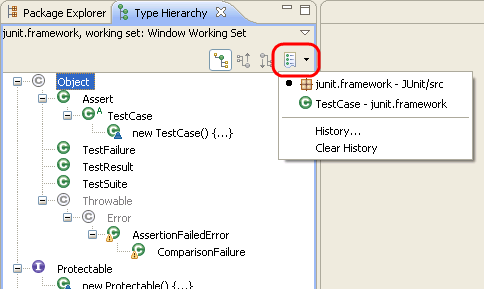 Package Explorer Type Hierarchy
junit.framework, working set: Window Working Set
Object
Assert
A
TestCase
new TestCase() {...}
TestFailure
TestResult
TestSuite
Throwable
Error
AssertionFailedError
ComparisonFailure
Protectable
new Protectable() {...}
junit.framework - JUnit/src
TestCase - junit.framework
History...
Clear History